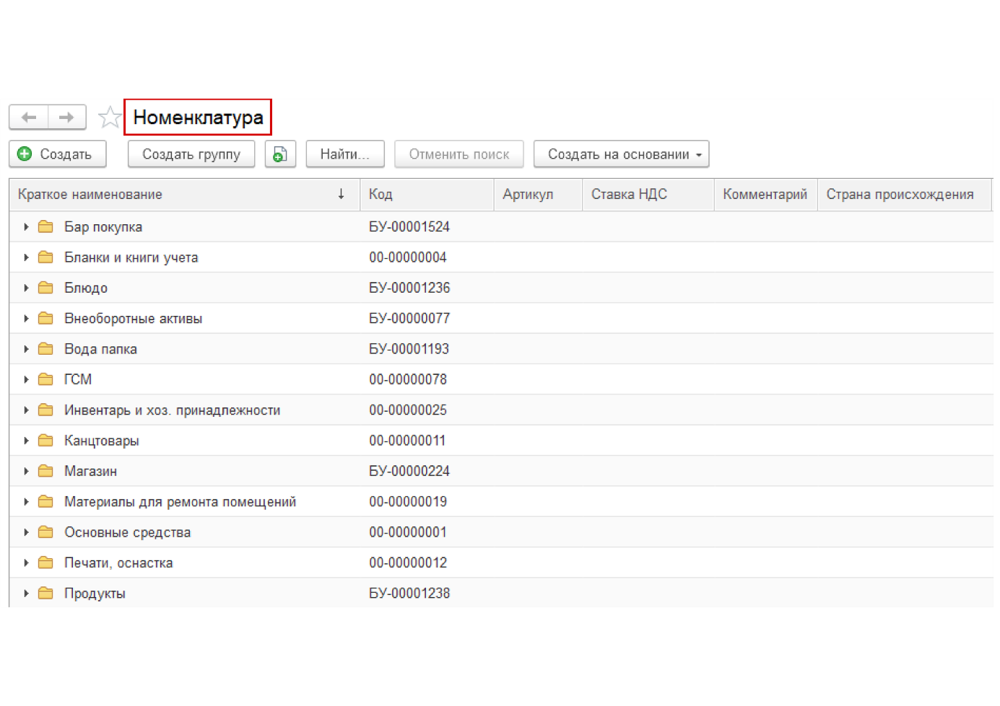 Номенклатура
Создать Создать группу Найти... Отменить поиск Создать на основании
Краткое наименование ↓ Код Артикул Ставка НДС Комментарий Страна происхождения
Бар покупка БУ-00001524
Бланки и книги учета 00-00000004
Блюдо БУ-00001236
Внеоборотные активы БУ-00000077
Вода папка БУ-00001193
ГСМ 00-00000078
Инвентарь и хоз. принадлежности 00-00000025
Канцтовары 00-00000011
Магазин БУ-00000224
Материалы для ремонта помещений 00-00000019
Основные средства 00-00000001
Печати, оснастка 00-00000012
Продукты БУ-00001238